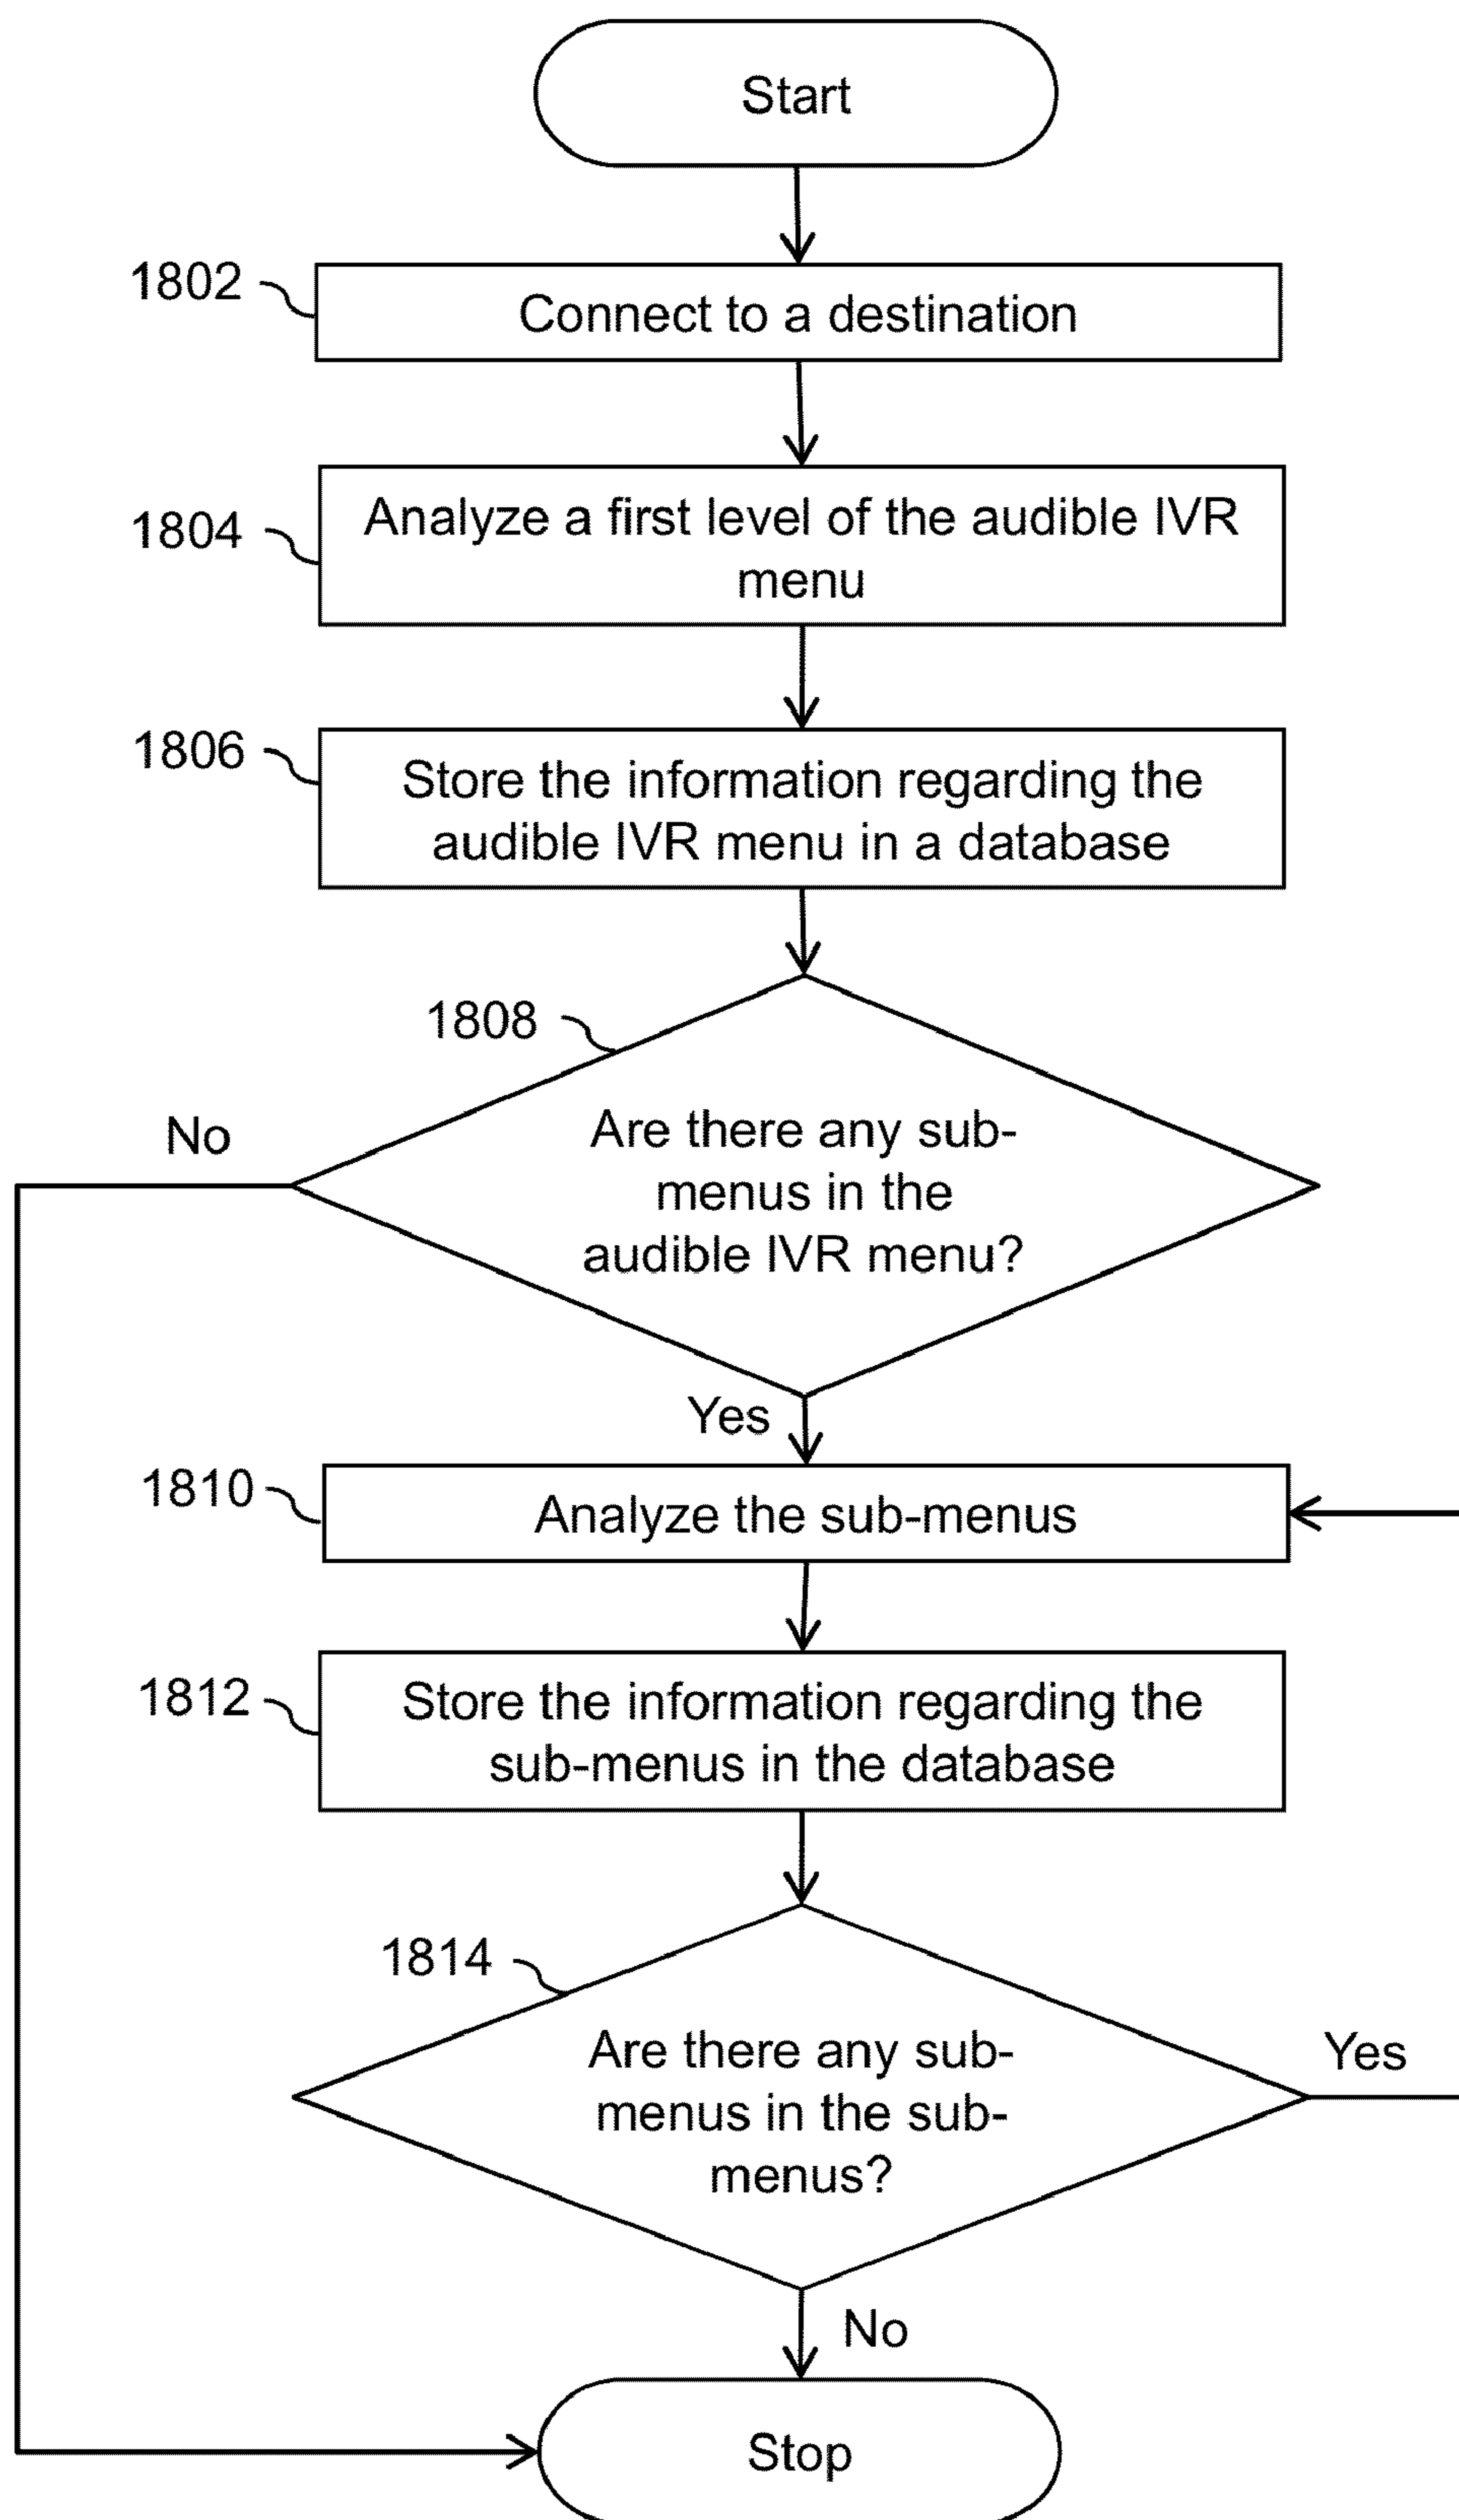 Start
1802
Connect to a destination
1804
Analyze a first level of the audible IVR
menu
1806
Store the information regarding the
audible IVR menu in a database
1808
No
Are there any sub-
menus in the
audible IVR menu?
Yes
1810
Analyze the sub-menus
1812
Store the information regarding the
sub-menus in the database
1814
Are there any sub-
menus in the sub-
menus?
Yes
No
Stop